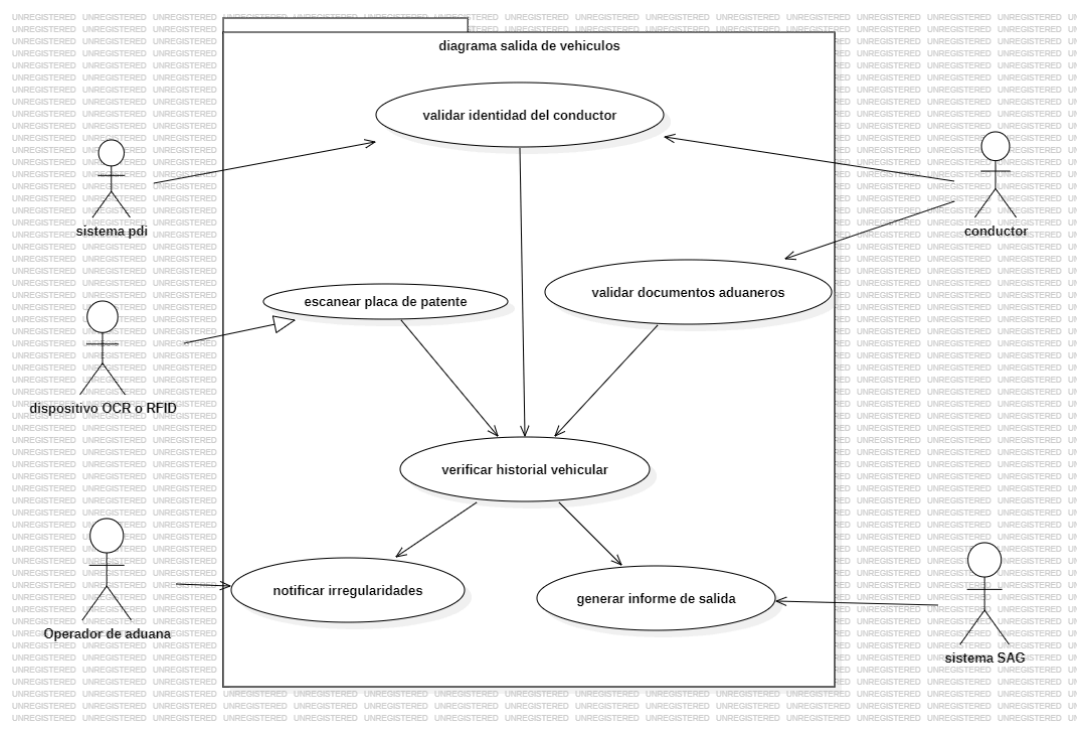 diagrama salida de vehiculos
validar identidad del conductor
sistema pdi
conductor
escanear placa de patente
validar documentos aduaneros
dispositivo OCR o RFID
verificar historial vehicular
notificar irregularidades
generar informe de salida
Operador de aduana
sistema SAG
UNREGISTERED